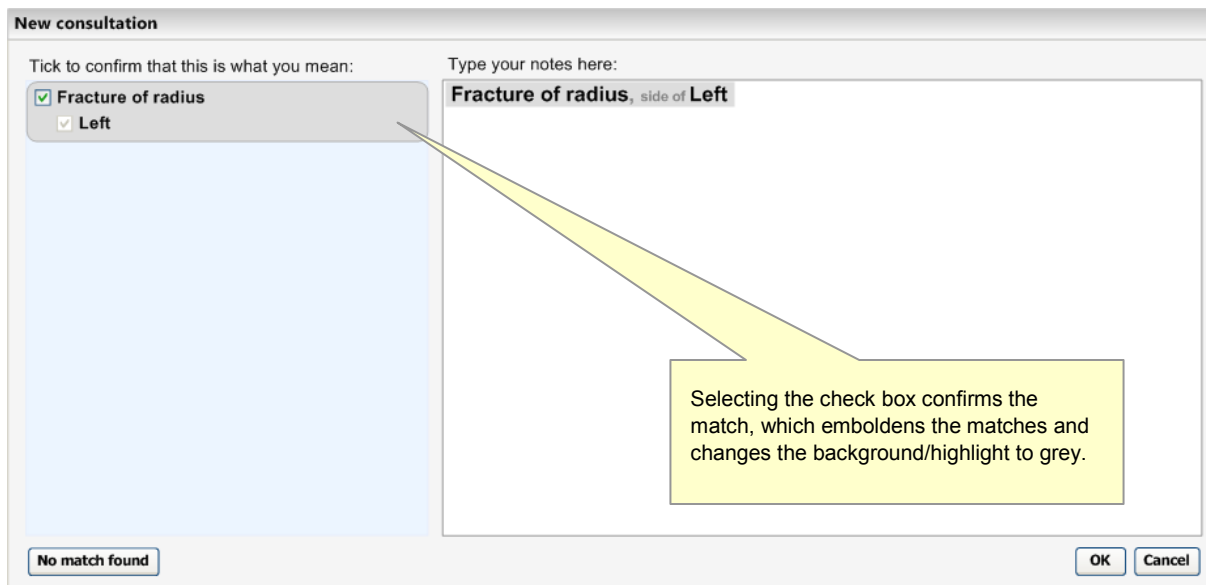 New consultation
Tick to confirm that this is what you mean:
Fracture of radius
Left
Type your notes here:
Fracture of radius, side of Left
Selecting the check box confirms the
match, which emboldens the matches and
changes the background/highlight to grey.
No match found
OK
Cancel